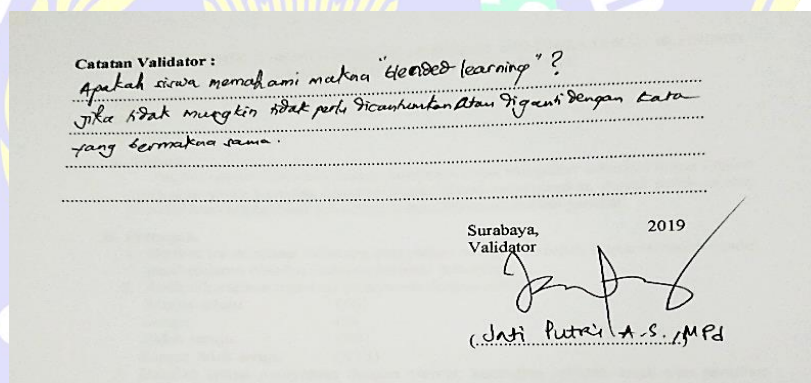 Catatan Validator :
Apakah siswa memahami makna "blended learning" ?
Jika tidak mungkin tidak perlu dicantumkan atau diganti dengan kata
yang bermakna sama.
Surabaya, 2019
Validator
(Jati Putri A.S., MPd